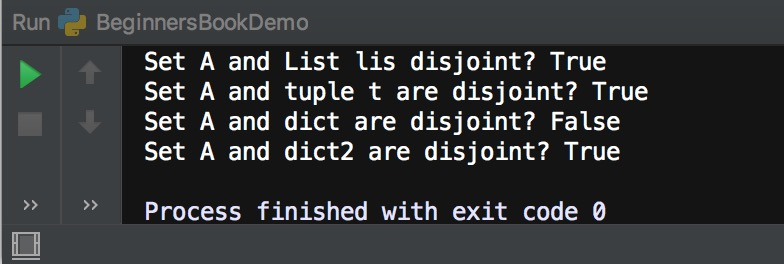 Run BeginnersBookDemo
Set A and List lis disjoint? True
Set A and tuple t are disjoint? True
Set A and dict are disjoint? False
Set A and dict2 are disjoint? True
Process finished with exit code 0